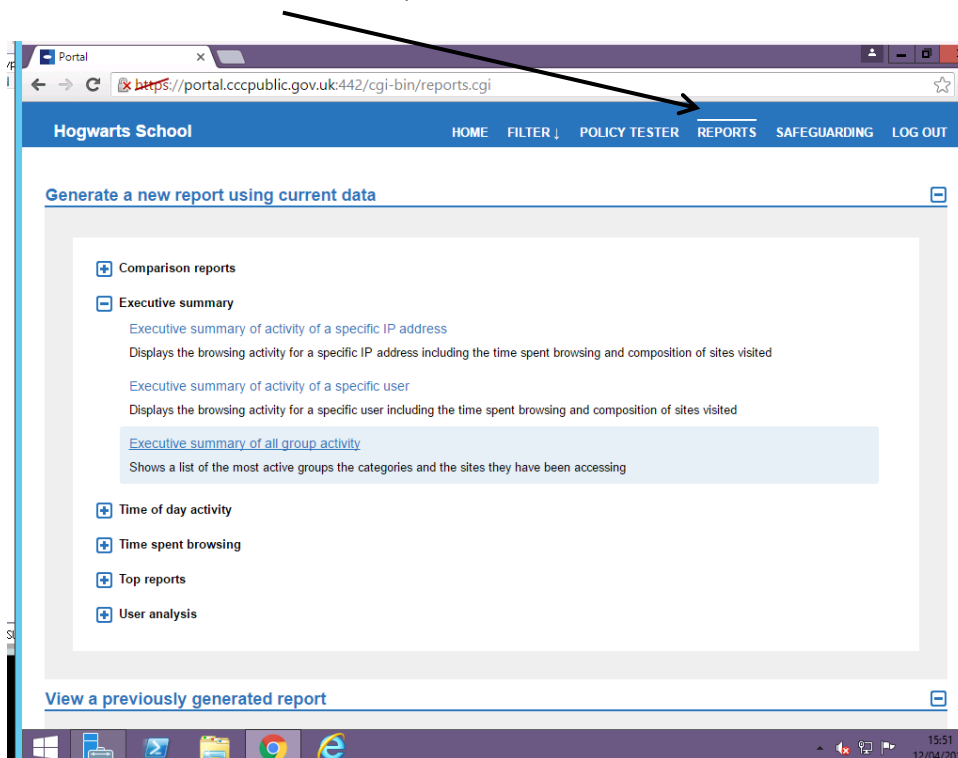 Portal
https://portal.cccpublic.gov.uk:442/cgi-bin/reports.cgi
Hogwarts School
HOME FILTER ↓ POLICY TESTER REPORTS SAFEGUARDING LOG OUT
Generate a new report using current data
Comparison reports
Executive summary
Executive summary of activity of a specific IP address
Displays the browsing activity for a specific IP address including the time spent browsing and composition of sites visited
Executive summary of activity of a specific user
Displays the browsing activity for a specific user including the time spent browsing and composition of sites visited
Executive summary of all group activity
Shows a list of the most active groups the categories and the sites they have been accessing
Time of day activity
Time spent browsing
Top reports
User analysis
View a previously generated report
15:51
12/04/20